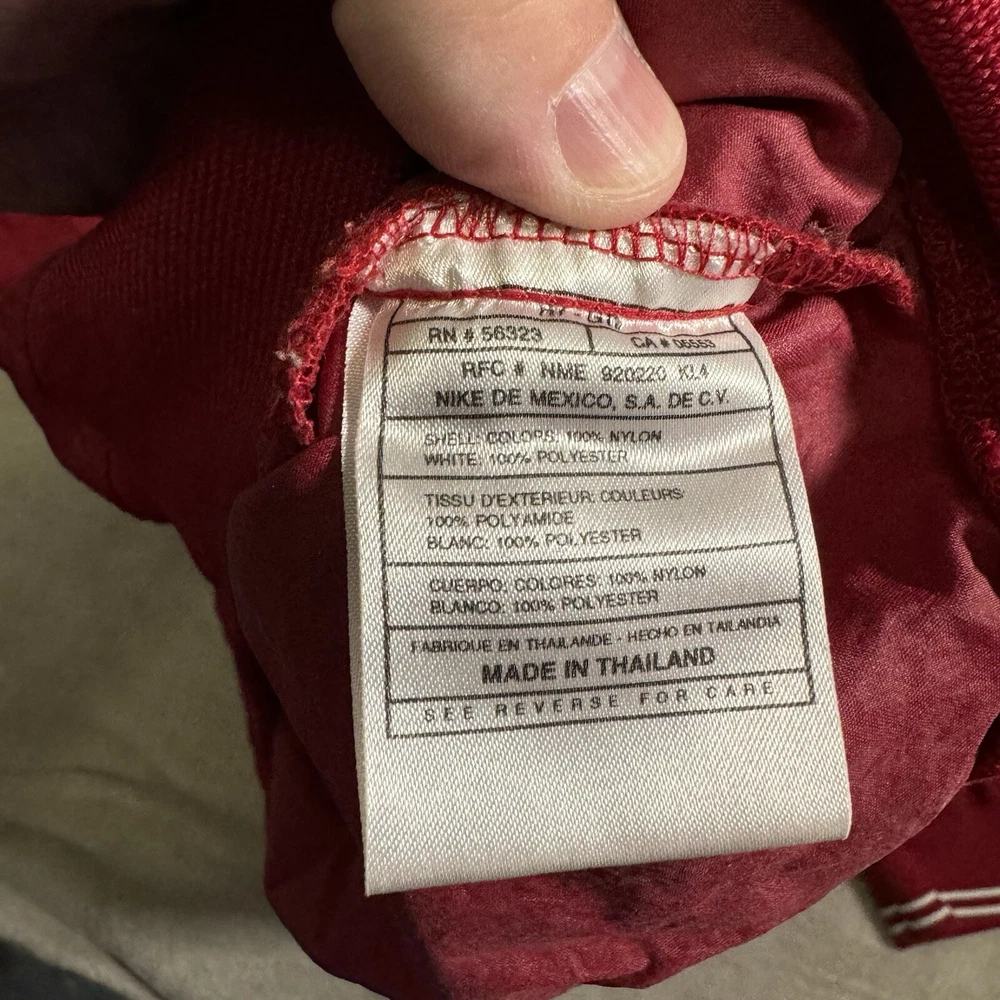 RN # 56323
CA # 05553
RFC # NME 920220 KL4
NIKE DE MEXICO, S.A. DE C.V.
SHELL: COLORS: 100% NYLON
WHITE: 100% POLYESTER
TISSU D'EXTERIEUR: COULEURS:
100% POLYAMIDE
BLANC: 100% POLYESTER
CUERPO: COLORES: 100% NYLON
BLANCO: 100% POLYESTER
FABRIQUE EN THAILANDE - HECHO EN TAILANDIA
MADE IN THAILAND
SEE REVERSE FOR CARE